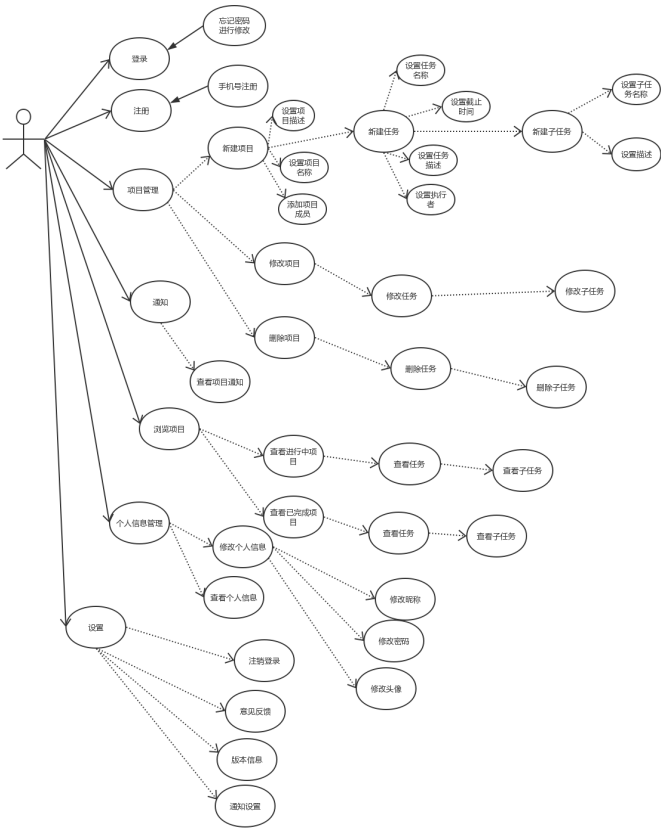 忘记密码
进行修改
登录
手机号注册
注册
设置任务
名称
设置子任
务名称
设置截止
时间
设置项
目描述
新建任务
新建子任务
新建项目
设置任务
描述
设置描述
设置项目
名称
项目管理
设置执行
者
添加项目
成员
修改项目
修改任务
修改子任务
通知
删除项目
删除任务
查看项目通知
删除子任务
浏览项目
查看进行中项
目
查看任务
查看子任务
查看已完成项
目
个人信息管理
查看任务
查看子任务
修改个人信息
查看个人信息
修改昵称
设置
修改密码
注销登录
修改头像
意见反馈
版本信息
通知设置